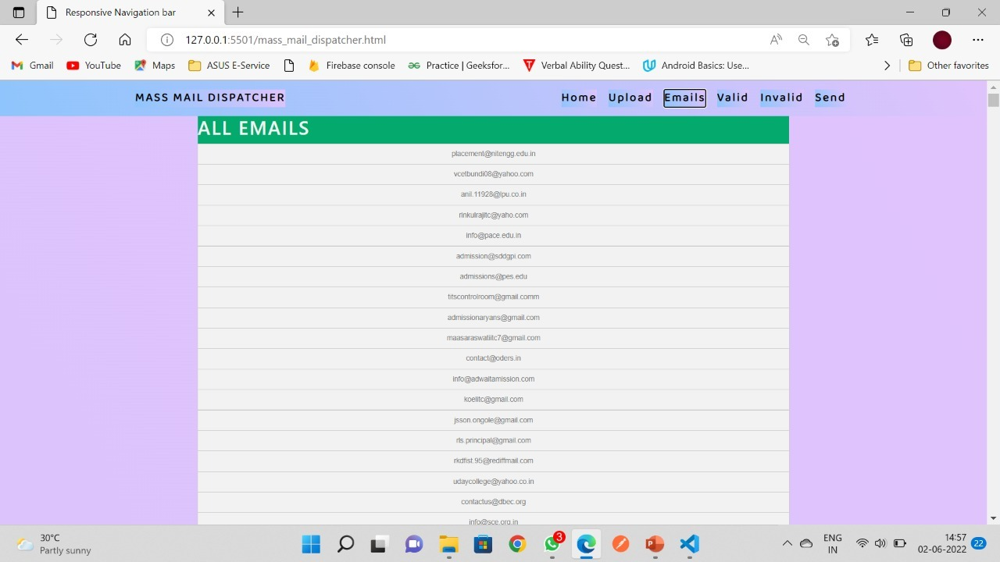 Responsive Navigation bar
127.0.0.1:5501/mass_mail_dispatcher.html
Gmail YouTube Maps ASUS E-Service Firebase console Practice | Geeksfor... Verbal Ability Quest... Android Basics: Use... Other favorites
MASS MAIL DISPATCHER Home Upload Emails Valid Invalid Send
ALL EMAILS
placement@nitengg.edu.in
vcetbundi08@yahoo.com
anil.11928@lpu.co.in
rinkulrajitc@yaho.com
info@pace.edu.in
admission@sddgpi.com
admissions@pes.edu
titscontrolroom@gmail.comm
admissionaryans@gmail.com
maasaraswatiitc7@gmail.com
contact@oders.in
info@adwaitamission.com
koelitc@gmail.com
jsson.ongole@gmail.com
rls.principal@gmail.com
rkdfist.95@rediffmail.com
udaycollege@yahoo.co.in
contactus@dbec.org
info@sce.org.in
30°C
Partly sunny
3
ENG
IN
14:57
02-06-2022
22